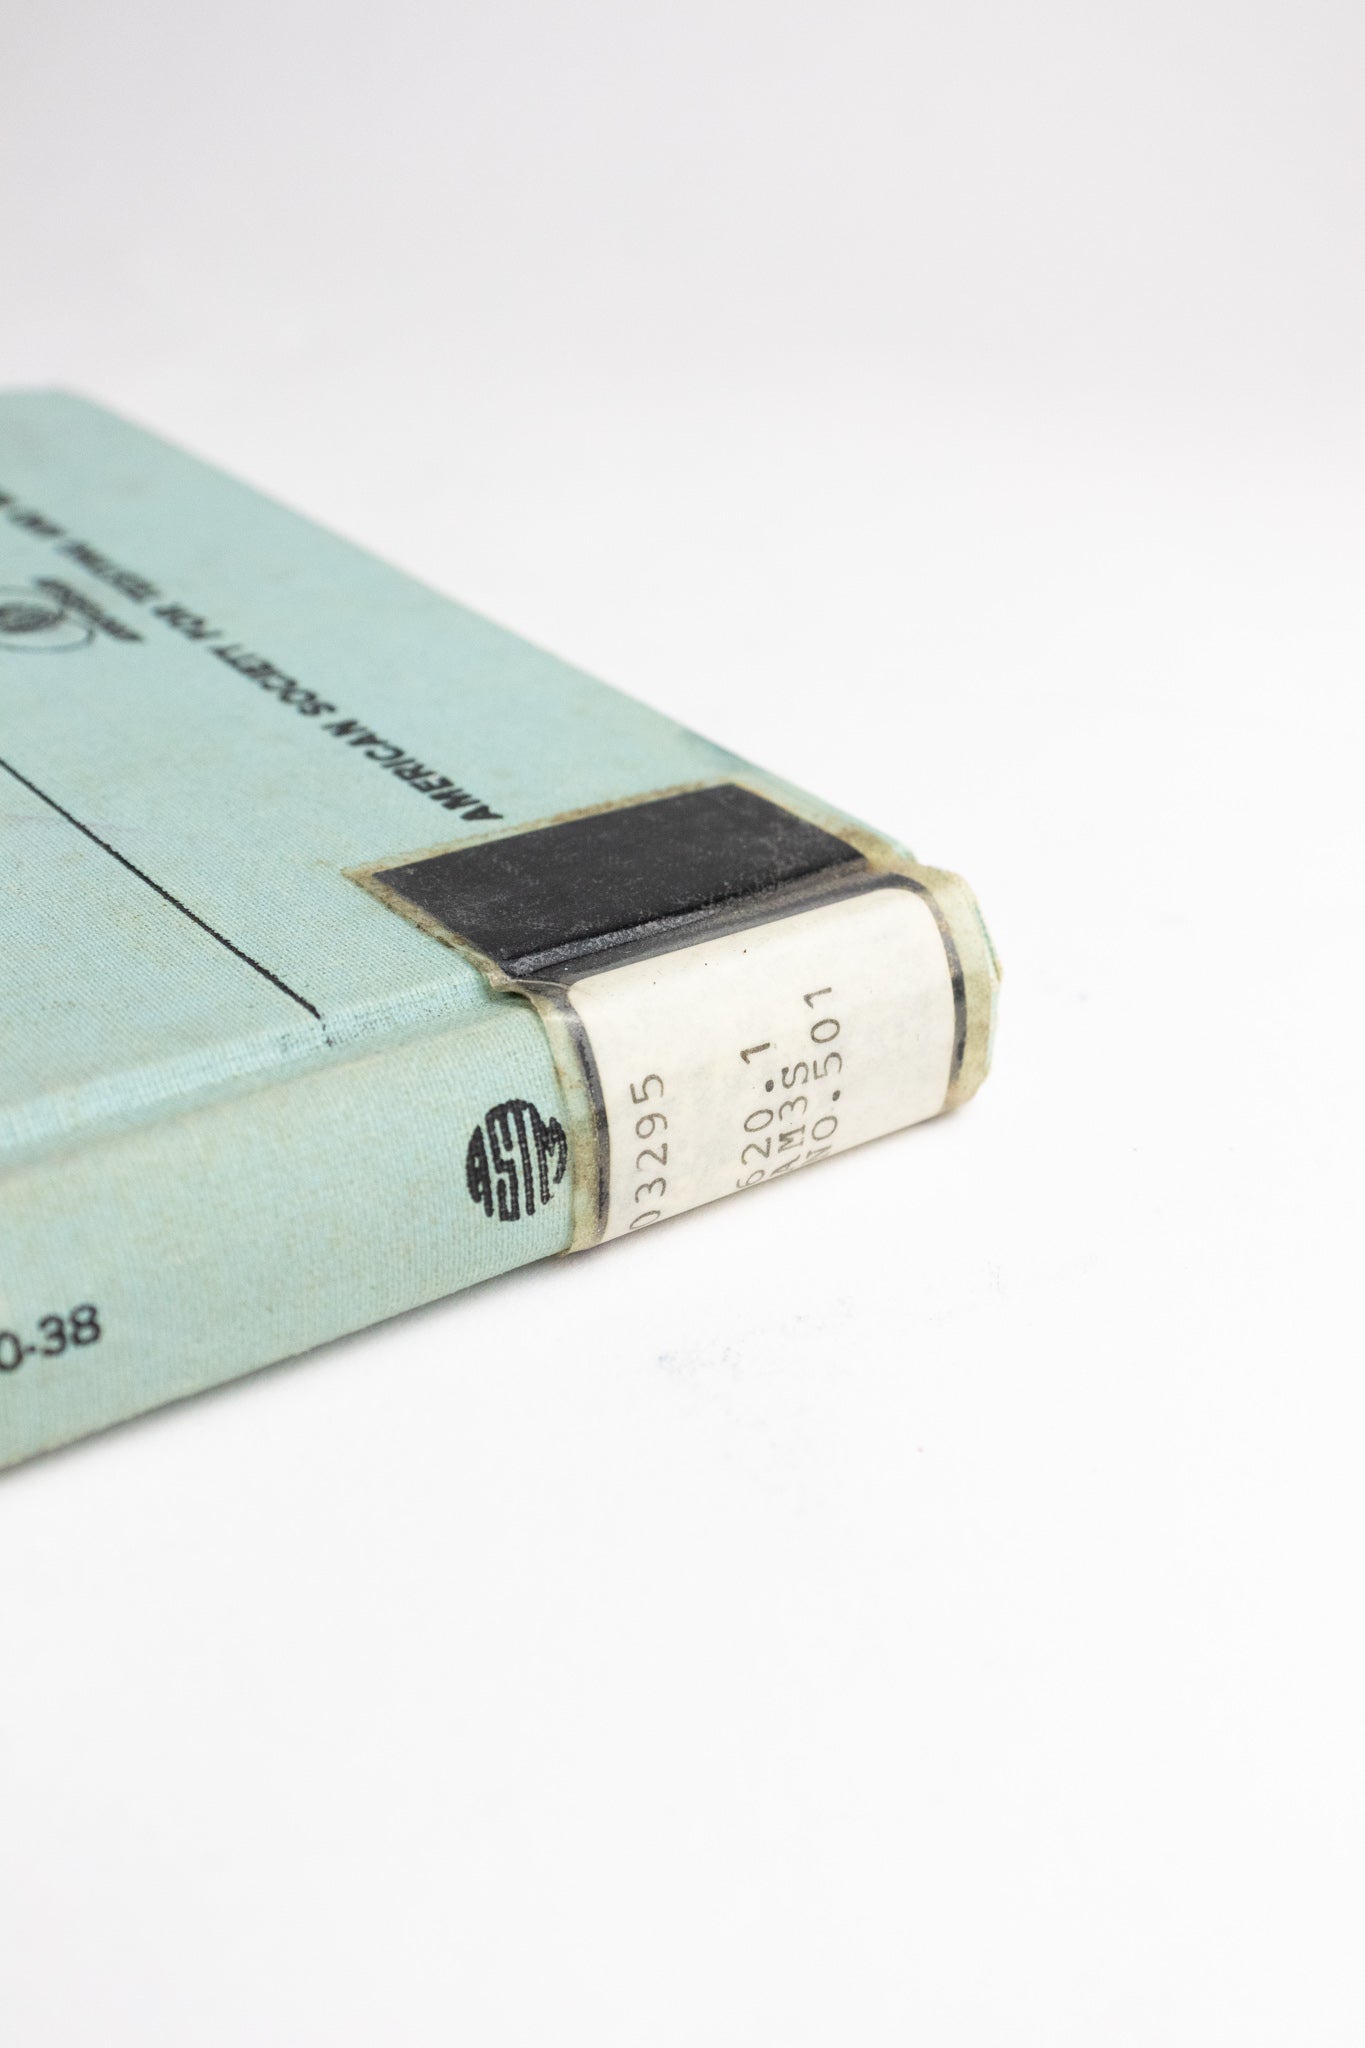 AMERICAN SOCIETY FOR TESTING AND
ASTM
0-38
03295
620.1
AM3S
NO.501